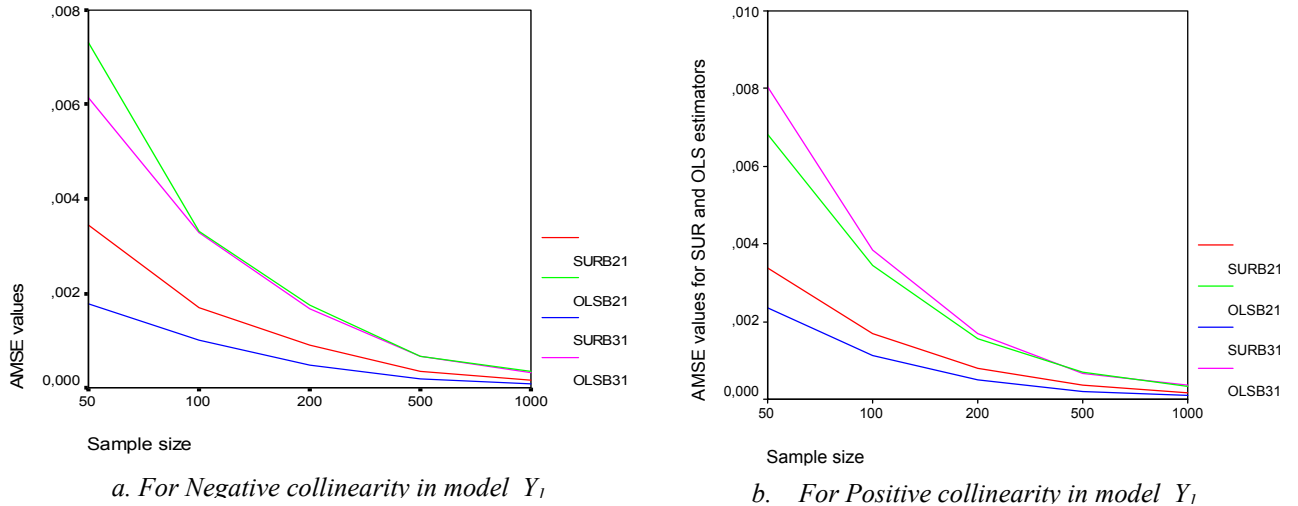 ,008
,006
,004
,002
0,000
AMSE values
50 100 200 500 1000
Sample size
SURB21
OLSB21
SURB31
OLSB31
a. For Negative collinearity in model Y1
,010
,008
,006
,004
,002
0,000
AMSE values for SUR and OLS estimators
50 100 200 500 1000
Sample size
SURB21
OLSB21
SURB31
OLSB31
b. For Positive collinearity in model Y1